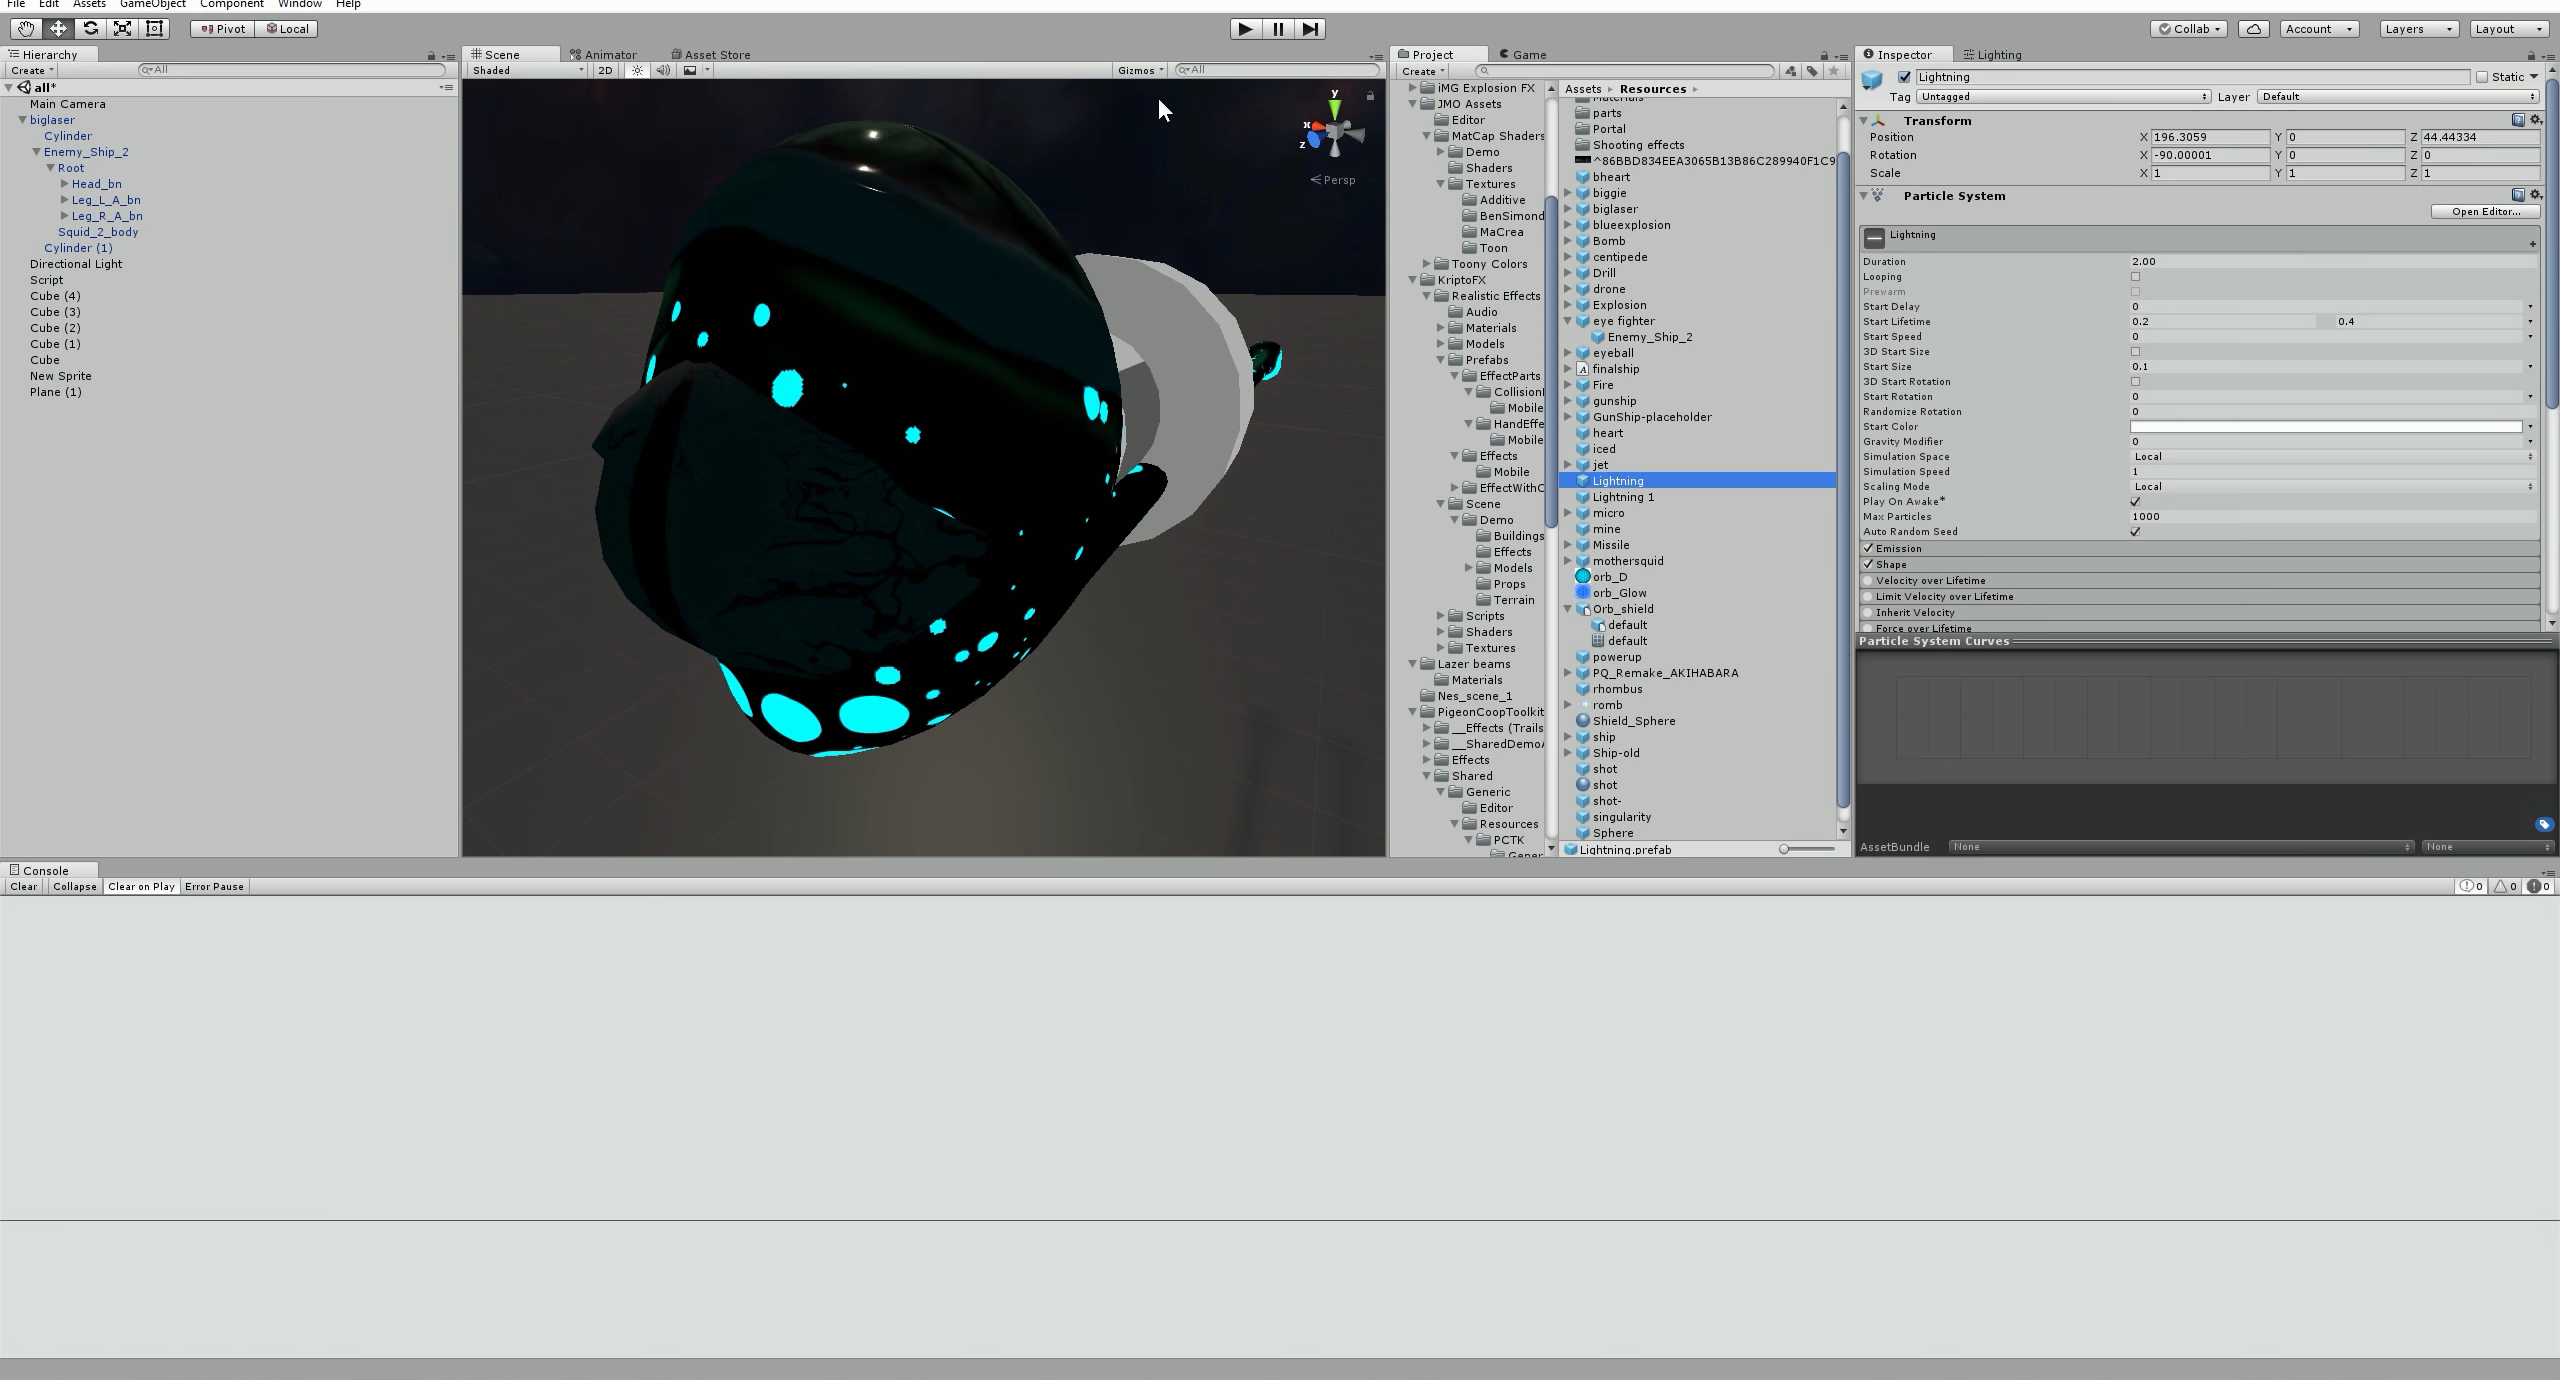 File Edit Assets GameObject Component Window Help
Pivot Local
Collab Account Layers Layout
Hierarchy
Create All
all*
Main Camera
biglaser
Cylinder
Enemy_Ship_2
Root
Head_bn
Leg_L_A_bn
Leg_R_A_bn
Squid_2_body
Cylinder (1)
Directional Light
Script
Cube (4)
Cube (3)
Cube (2)
Cube (1)
Cube
New Sprite
Plane (1)
Scene Animator Asset Store
Shaded 2D Gizmos All
y
x
z
Persp
Project Game
Create
iMG Explosion FX
JMO Assets
Editor
MatCap Shaders
Demo
Shaders
Textures
Additive
BenSimond
MaCrea
Toon
Toony Colors
KriptoFX
Realistic Effects
Audio
Materials
Models
Prefabs
EffectParts
Collision
Mobile
HandEffe
Mobile
Effects
Mobile
EffectWithC
Scene
Demo
Buildings
Effects
Models
Props
Terrain
Scripts
Shaders
Textures
Lazer beams
Materials
Nes_scene_1
PigeonCoopToolkit
__Effects (Trails
__SharedDemo
Effects
Shared
Generic
Editor
Resources
PCTK
Gener
Assets Resources
Materials
parts
Portal
Shooting effects
^86BBD834EEA3065B13B86C289940F1C9
bheart
biggie
biglaser
blueexplosion
Bomb
centipede
Drill
drone
Explosion
eye fighter
Enemy_Ship_2
eyeball
finalship
Fire
gunship
GunShip-placeholder
heart
iced
jet
Lightning
Lightning 1
micro
mine
Missile
mothersquid
orb_D
orb_Glow
Orb_shield
default
default
powerup
PQ_Remake_AKIHABARA
rhombus
romb
Shield_Sphere
ship
Ship-old
shot
shot
shot-
singularity
Sphere
Lightning.prefab
Inspector Lighting
Lightning Static
Tag Untagged Layer Default
Transform
Position X 196.3059 Y 0 Z 44.44334
Rotation X -90.00001 Y 0 Z 0
Scale X 1 Y 1 Z 1
Particle System
Open Editor...
Lightning
Duration 2.00
Looping
Prewarm
Start Delay 0
Start Lifetime 0.2 0.4
Start Speed 0
3D Start Size
Start Size 0.1
3D Start Rotation
Start Rotation 0
Randomize Rotation 0
Start Color
Gravity Modifier 0
Simulation Space Local
Simulation Speed 1
Scaling Mode Local
Play On Awake*
Max Particles 1000
Auto Random Seed
Emission
Shape
Velocity over Lifetime
Limit Velocity over Lifetime
Inherit Velocity
Force over Lifetime
Particle System Curves
AssetBundle None None
Console
Clear Collapse Clear on Play Error Pause 0 0 0